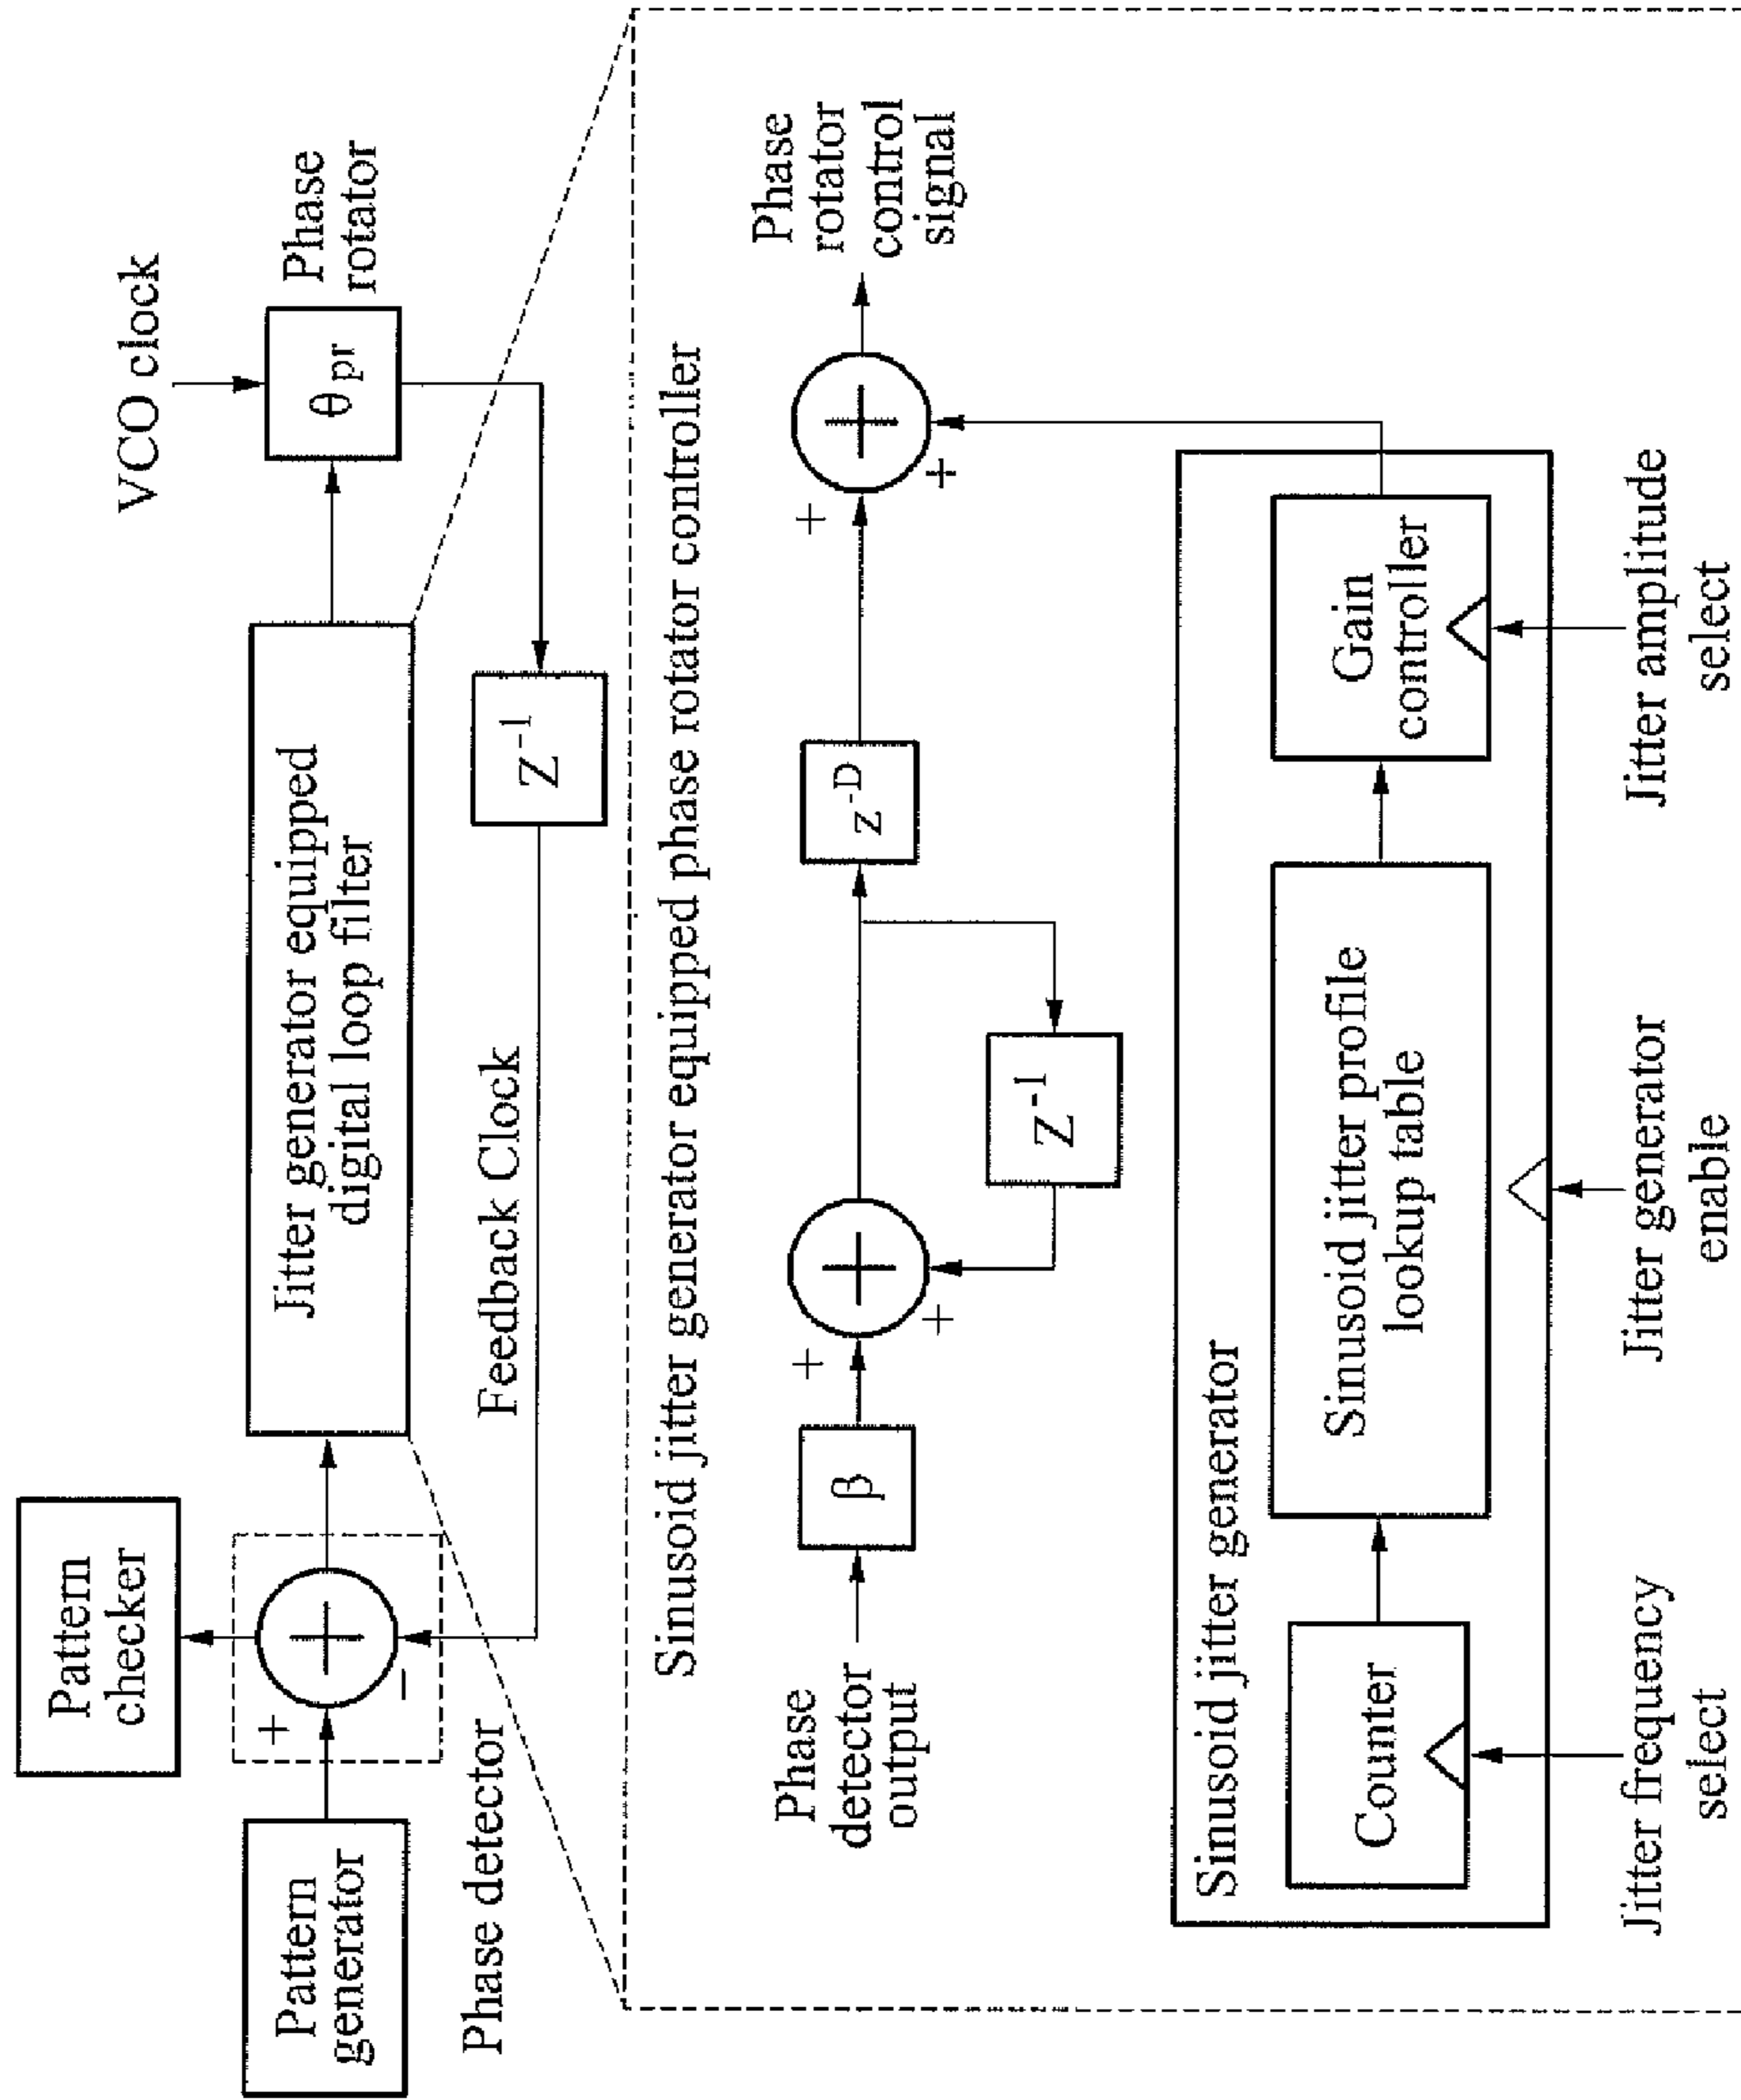 Pattern
generator
Phase detector
Pattern
checker
+
−
Jitter generator equipped
digital loop filter
Feedback Clock
Z⁻¹
VCO clock
θ pr
Phase
rotator
Sinusoid jitter generator equipped phase rotator controller
Phase
detector
output
β
+
+
Z⁻¹
z⁻ᴰ
+
+
Phase
rotator
control
signal
Sinusoid jitter generator
Counter
Sinusoid jitter profile
lookup table
Gain
controller
Jitter frequency
select
Jitter generator
enable
Jitter amplitude
select